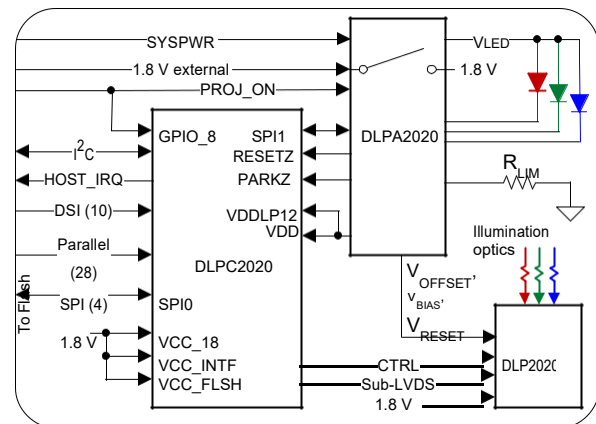 SYSPWR
VLED
1.8 V external
1.8 V
PROJ_ON
DLPA2020
GPIO_8
SPI1
I2C
RESETZ
HOST_IRQ
PARKZ
RLIM
DSI (10)
VDDLP12
VDD
Illumination
optics
Parallel
(28)
DLPC2020
To Flash
SPI (4)
SPI0
VOFFSET,
VBIAS,
VRESET
1.8 V
VCC_18
VCC_INTF
VCC_FLSH
CTRL
Sub-LVDS
1.8 V
DLP2020